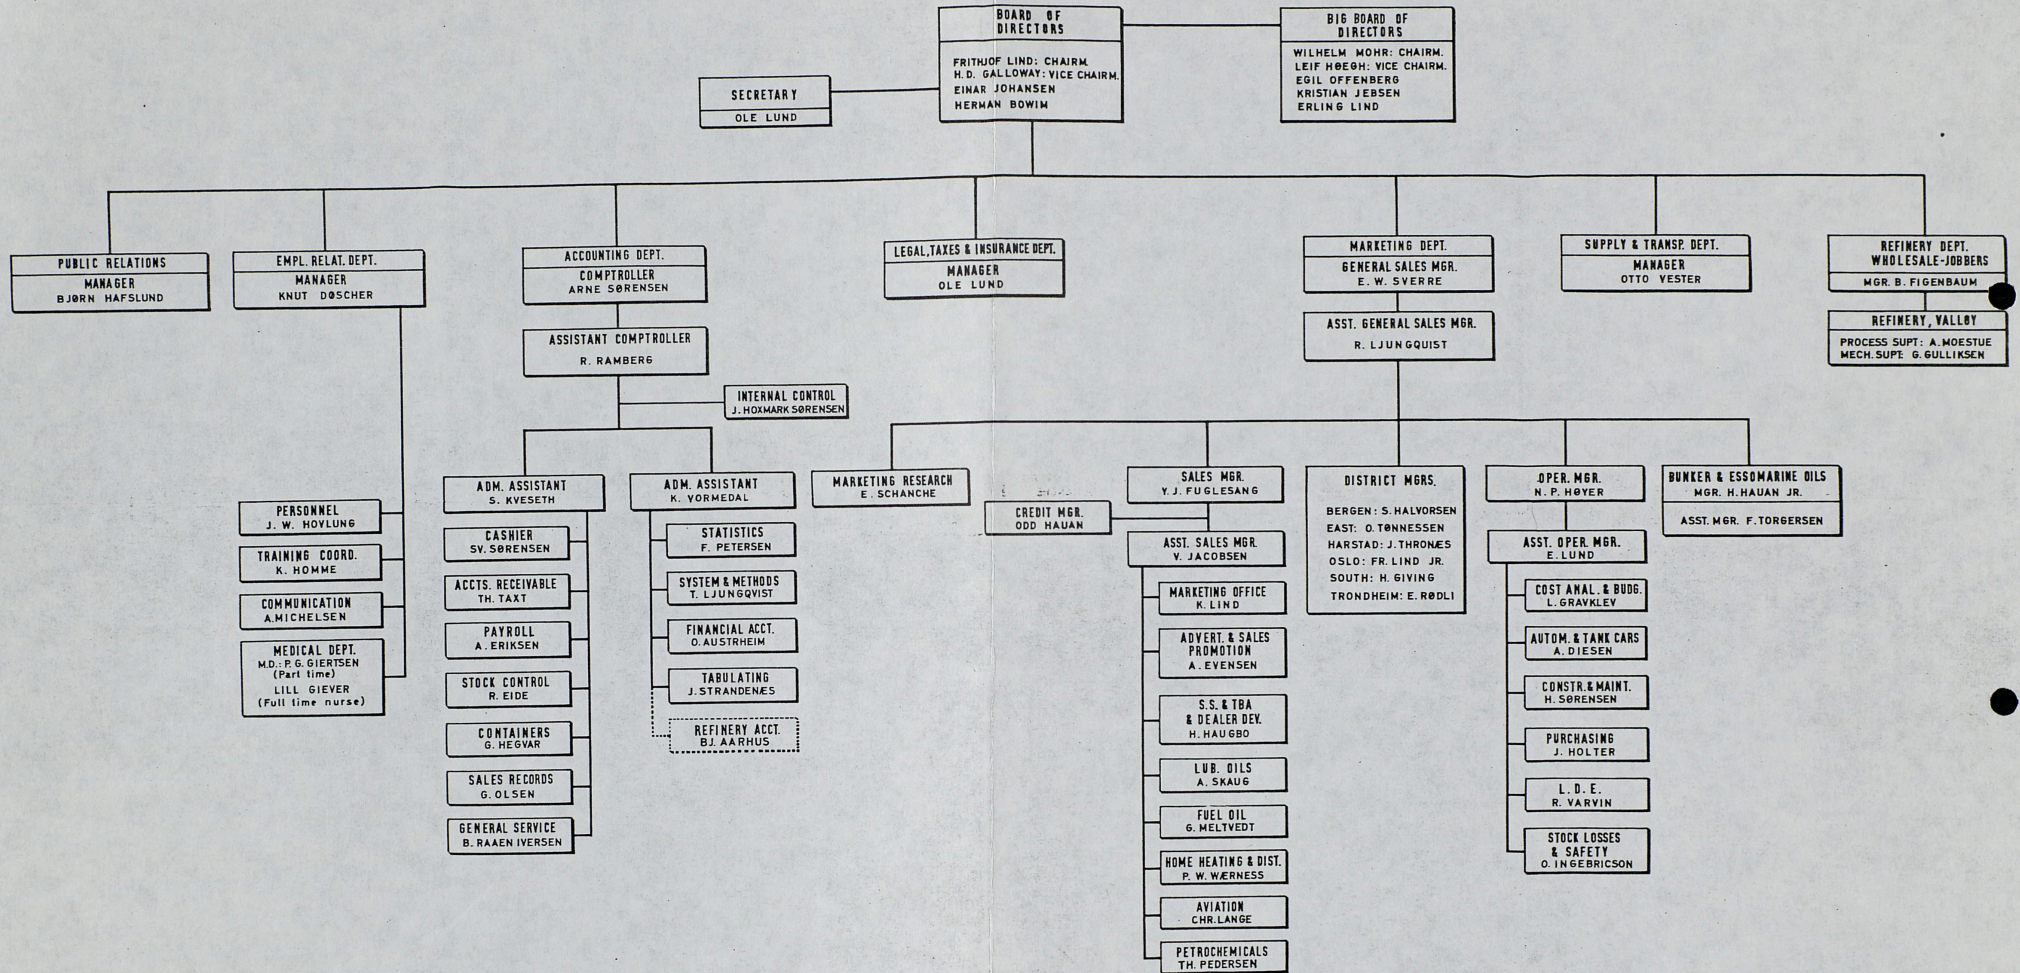 BOARD OF
DIRECTORS
FRITHJOF LIND: CHAIRM.
H.D. GALLOWAY: VICE CHAIRM.
EINAR JOHANSEN
HERMAN BOWIM
BIG BOARD OF
DIRECTORS
WILHELM MOHR: CHAIRM.
LEIF HØEGH: VICE CHAIRM.
EGIL OFFENBERG
KRISTIAN JEBSEN
ERLING LIND
SECRETARY
OLE LUND
PUBLIC RELATIONS
MANAGER
BJØRN HAFSLUND
EMPL. RELAT. DEPT.
MANAGER
KNUT DØSCHER
ACCOUNTING DEPT.
COMPTROLLER
ARNE SØRENSEN
LEGAL, TAXES & INSURANCE DEPT.
MANAGER
OLE LUND
MARKETING DEPT.
GENERAL SALES MGR.
E. W. SVERRE
SUPPLY & TRANSP. DEPT.
MANAGER
OTTO VESTER
REFINERY DEPT.
WHOLESALE-JOBBERS
MGR. B. FIGENBAUM
REFINERY, VALLØY
PROCESS SUPT: A. MOESTUE
MECH. SUPT: G. GULLIKSEN
ASSISTANT COMPTROLLER
R. RAMBERG
ASST. GENERAL SALES MGR.
R. LJUNGQUIST
INTERNAL CONTROL
J. HOXMARK SØRENSEN
PERSONNEL
J. W. HOYLUNG
TRAINING COORD.
K. HOMME
COMMUNICATION
A. MICHELSEN
MEDICAL DEPT.
M.D.: P. G. GIERTSEN
(Part time)
LILL GIEVER
(Full time nurse)
ADM. ASSISTANT
S. KVESETH
CASHIER
SV. SØRENSEN
ACCTS. RECEIVABLE
TH. TAXT
PAYROLL
A. ERIKSEN
STOCK CONTROL
R. EIDE
CONTAINERS
G. HEGVAR
SALES RECORDS
G. OLSEN
GENERAL SERVICE
B. RAAEN IVERSEN
ADM. ASSISTANT
K. VORMEDAL
STATISTICS
F. PETERSEN
SYSTEM & METHODS
T. LJUNGQVIST
FINANCIAL ACCT.
O. AUSTRHEIM
TABULATING
J. STRANDENÆS
REFINERY ACCT.
BJ. AARHUS
MARKETING RESEARCH
E. SCHANCHE
SALES MGR.
Y. J. FUGLESANG
CREDIT MGR.
ODD HAUAN
ASST. SALES MGR.
V. JACOBSEN
MARKETING OFFICE
K. LIND
ADVERT. & SALES
PROMOTION
A. EVENSEN
S.S. & TBA
& DEALER DEV.
H. HAUGBO
LUB. OILS
A. SKAUG
FUEL OIL
G. MELTVEDT
HOME HEATING & DIST.
P. W. WÆRNESS
AVIATION
CHR. LANGE
PETROCHEMICALS
TH. PEDERSEN
DISTRICT MGRS.
BERGEN: S. HALVORSEN
EAST: O. TØNNESSEN
HARSTAD: J. THRONÆS
OSLO: FR. LIND JR.
SOUTH: H. GIVING
TRONDHEIM: E. RØDLI
OPER. MGR.
N. P. HØYER
ASST. OPER. MGR.
E. LUND
COST ANAL. & BUDG.
L. GRAVKLEV
AUTOM. & TANK CARS
A. DIESEN
CONSTR. & MAINT.
H. SØRENSEN
PURCHASING
J. HOLTER
L. D. E.
R. VARVIN
STOCK LOSSES
& SAFETY
O. INGEBRICSON
BUNKER & ESSOMARINE OILS
MGR. H. HAUAN JR.
ASST. MGR. F. TORGERSEN